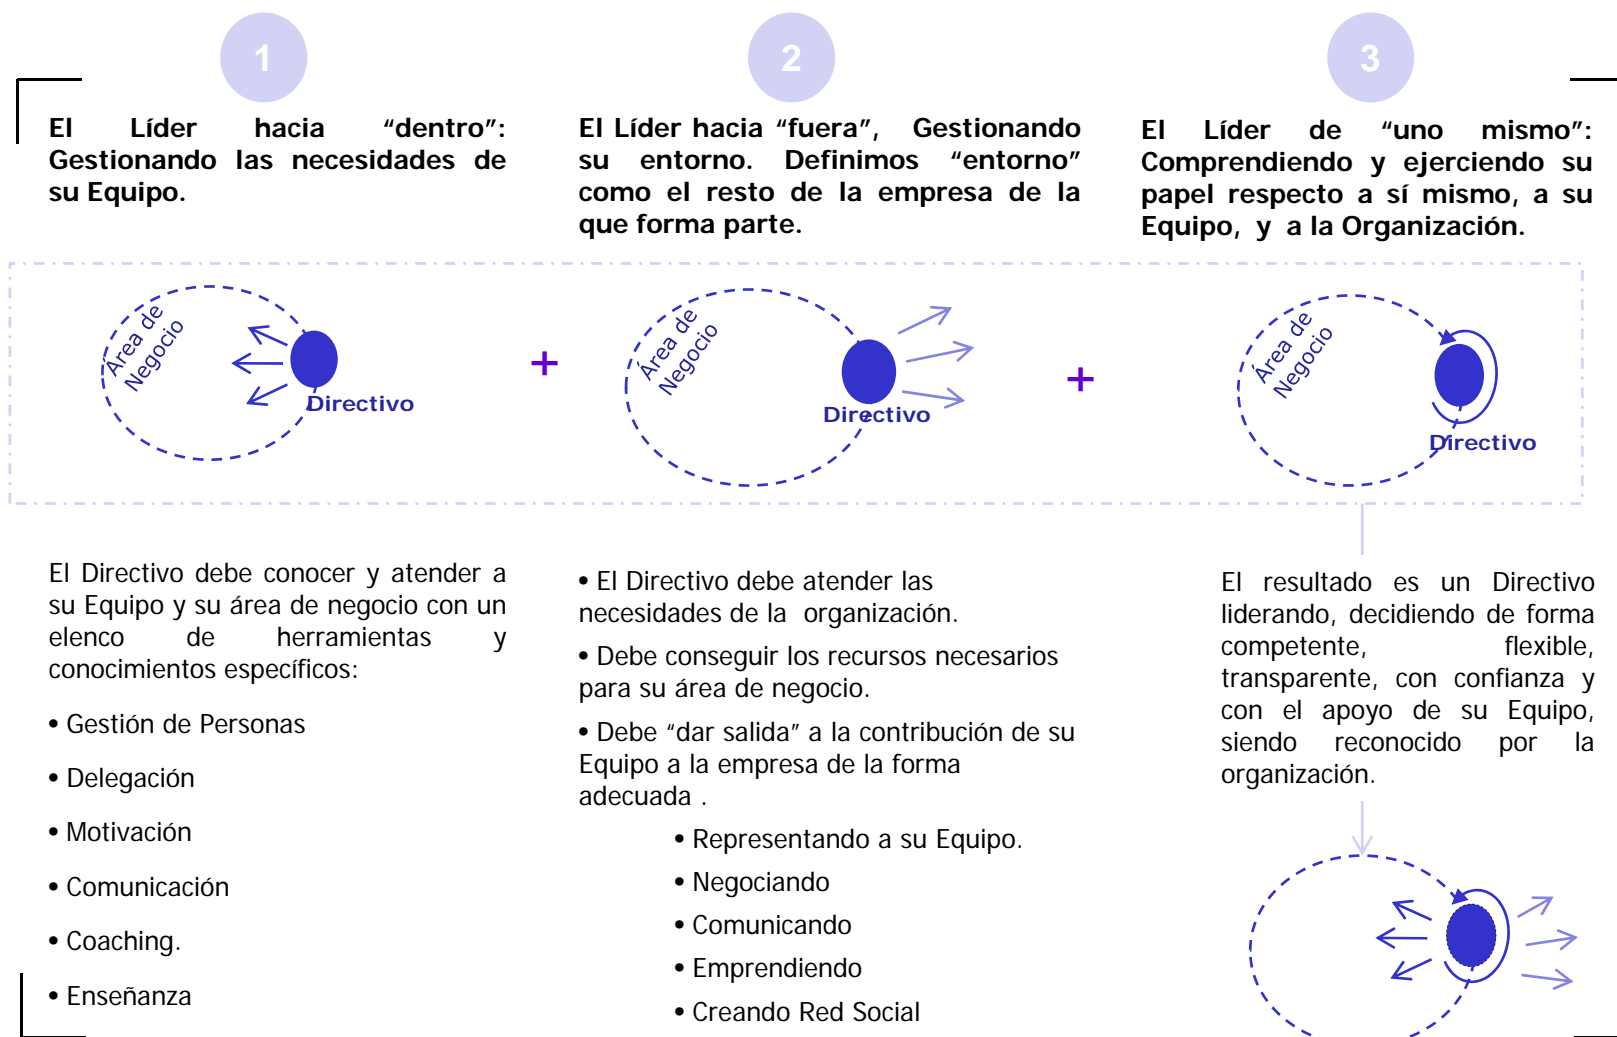 1
El Líder hacia “dentro”:
Gestionando las necesidades de
su Equipo.
2
El Líder hacia “fuera”, Gestionando
su entorno. Definimos “entorno”
como el resto de la empresa de la
que forma parte.
3
El Líder de “uno mismo”:
Comprendiendo y ejerciendo su
papel respecto a sí mismo, a su
Equipo, y a la Organización.
Área de
Negocio
Directivo
+
Área de
Negocio
Directivo
+
Área de
Negocio
Directivo
El Directivo debe conocer y atender a
su Equipo y su área de negocio con un
elenco de herramientas y
conocimientos específicos:
• Gestión de Personas
• Delegación
• Motivación
• Comunicación
• Coaching.
• Enseñanza
• El Directivo debe atender las
necesidades de la organización.
• Debe conseguir los recursos necesarios
para su área de negocio.
• Debe “dar salida” a la contribución de su
Equipo a la empresa de la forma
adecuada .
• Representando a su Equipo.
• Negociando
• Comunicando
• Emprendiendo
• Creando Red Social
El resultado es un Directivo
liderando, decidiendo de forma
competente, flexible,
transparente, con confianza y
con el apoyo de su Equipo,
siendo reconocido por la
organización.